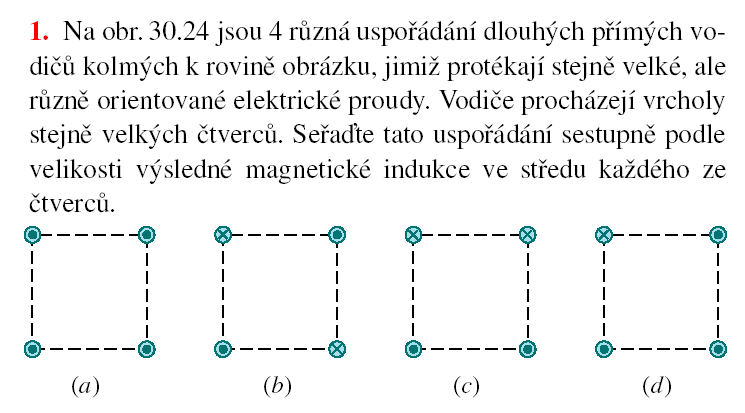 1. Na obr. 30.24 jsou 4 různá uspořádání dlouhých přímých vo-
dičů kolmých k rovině obrázku, jimiž protékají stejně velké, ale
různě orientované elektrické proudy. Vodiče procházejí vrcholy
stejně velkých čtverců. Seřaďte tato uspořádání sestupně podle
velikosti výsledné magnetické indukce ve středu každého ze
čtverců.
(a) (b) (c) (d)